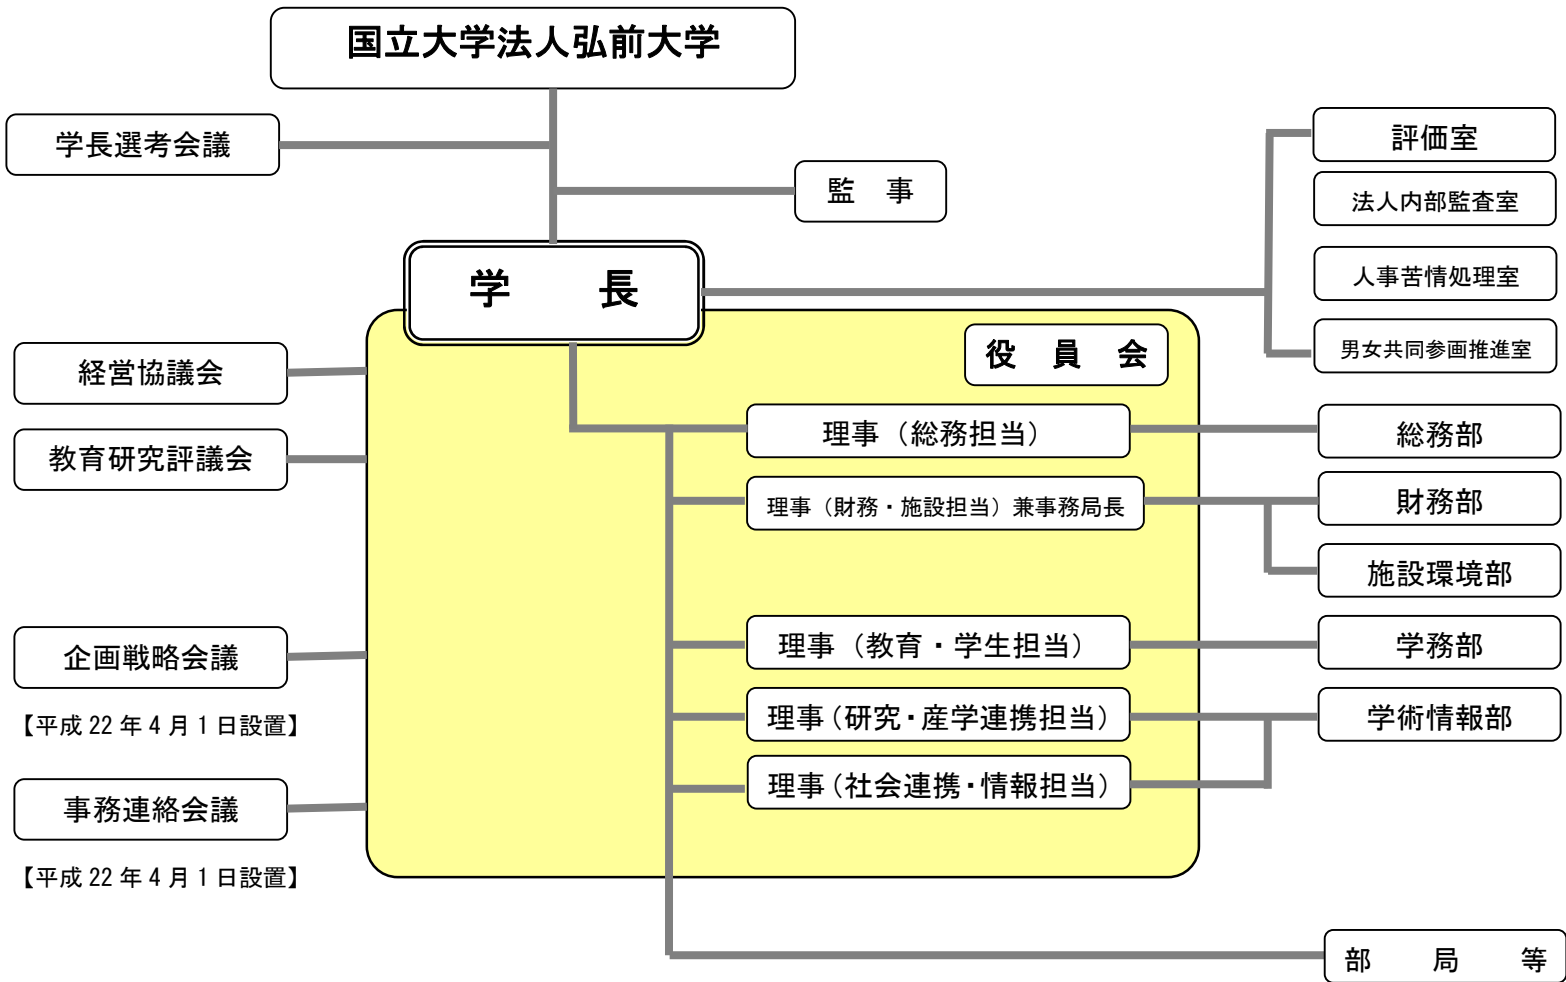 国立大学法人弘前大学
学長選考会議
監　事
学　長
評価室
法人内部監査室
人事苦情処理室
男女共同参画推進室
役　員　会
経営協議会
教育研究評議会
企画戦略会議
【平成 22 年 4 月 1 日設置】
事務連絡会議
【平成 22 年 4 月 1 日設置】
理事（総務担当）
総務部
理事（財務・施設担当）兼事務局長
財務部
施設環境部
理事（教育・学生担当）
学務部
理事（研究・産学連携担当）
学術情報部
理事（社会連携・情報担当）
部　局　等